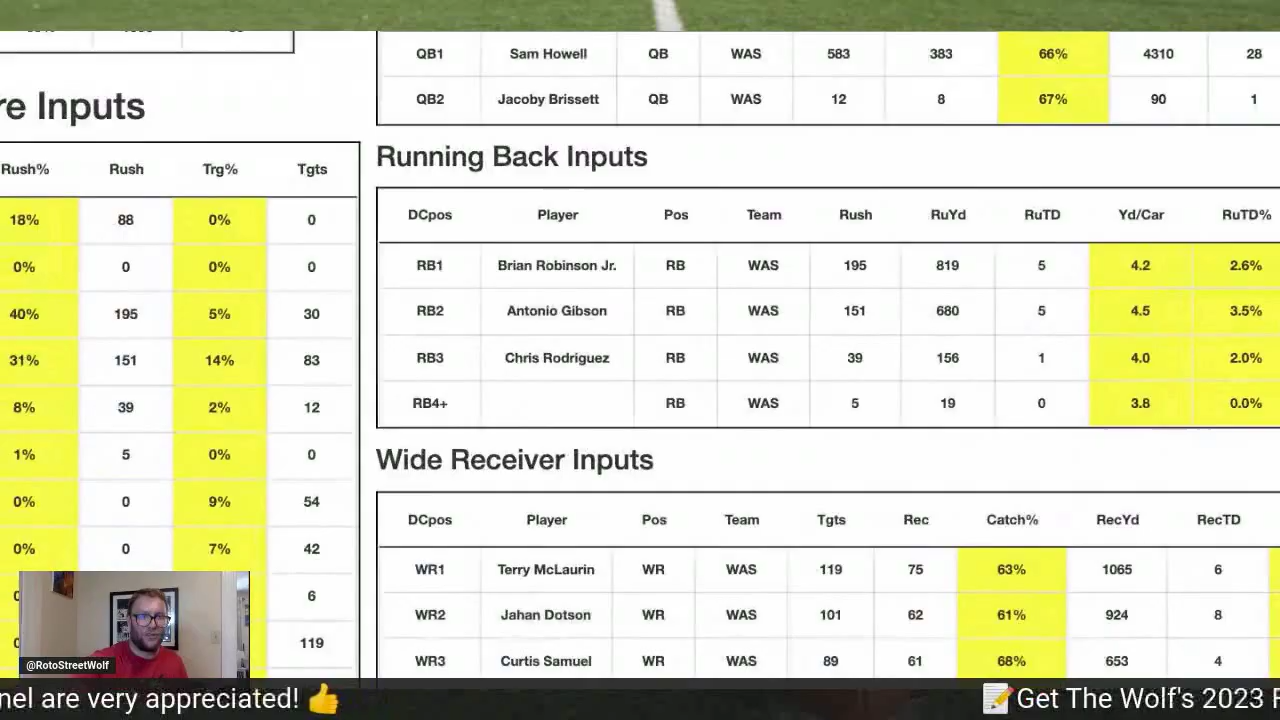 QB1 Sam Howell QB WAS 583 383 66% 4310 28
QB2 Jacoby Brissett QB WAS 12 8 67% 90 1
re Inputs
Rush% Rush Trg% Tgts
18% 88 0% 0
0% 0 0% 0
40% 195 5% 30
31% 151 14% 83
8% 39 2% 12
1% 5 0% 0
0% 0 9% 54
0% 0 7% 42
6
119
Running Back Inputs
DCpos Player Pos Team Rush RuYd RuTD Yd/Car RuTD%
RB1 Brian Robinson Jr. RB WAS 195 819 5 4.2 2.6%
RB2 Antonio Gibson RB WAS 151 680 5 4.5 3.5%
RB3 Chris Rodriguez RB WAS 39 156 1 4.0 2.0%
RB4+ RB WAS 5 19 0 3.8 0.0%
Wide Receiver Inputs
DCpos Player Pos Team Tgts Rec Catch% RecYd RecTD
WR1 Terry McLaurin WR WAS 119 75 63% 1065 6
WR2 Jahan Dotson WR WAS 101 62 61% 924 8
WR3 Curtis Samuel WR WAS 89 61 68% 653 4
@RotoStreetWolf
nel are very appreciated! 👍 📝Get The Wolf's 2023